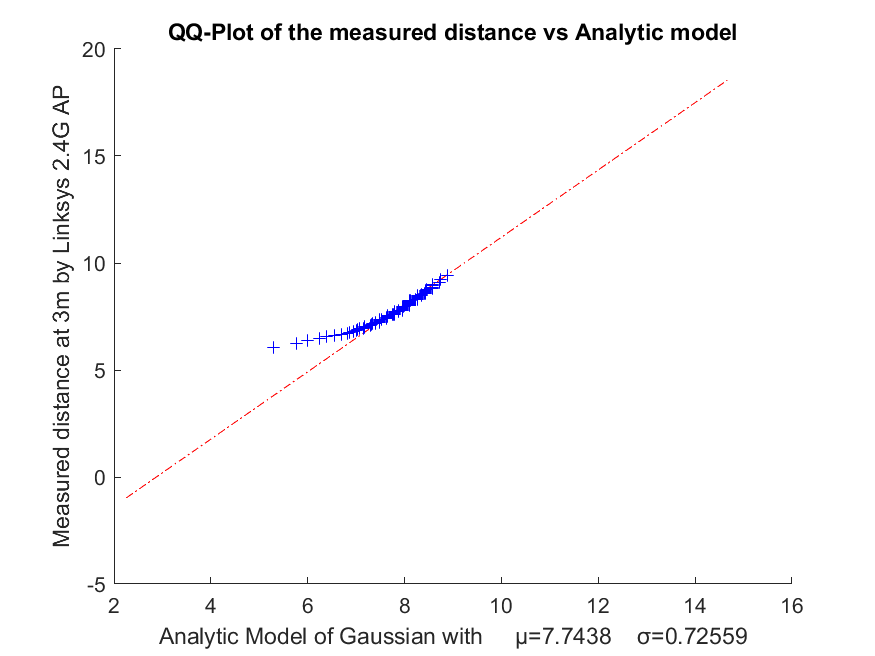 QQ-Plot of the measured distance vs Analytic model
Measured distance at 3m by Linksys 2.4G AP
20
15
10
5
0
-5
2 4 6 8 10 12 14 16
Analytic Model of Gaussian with μ=7.7438 σ=0.72559